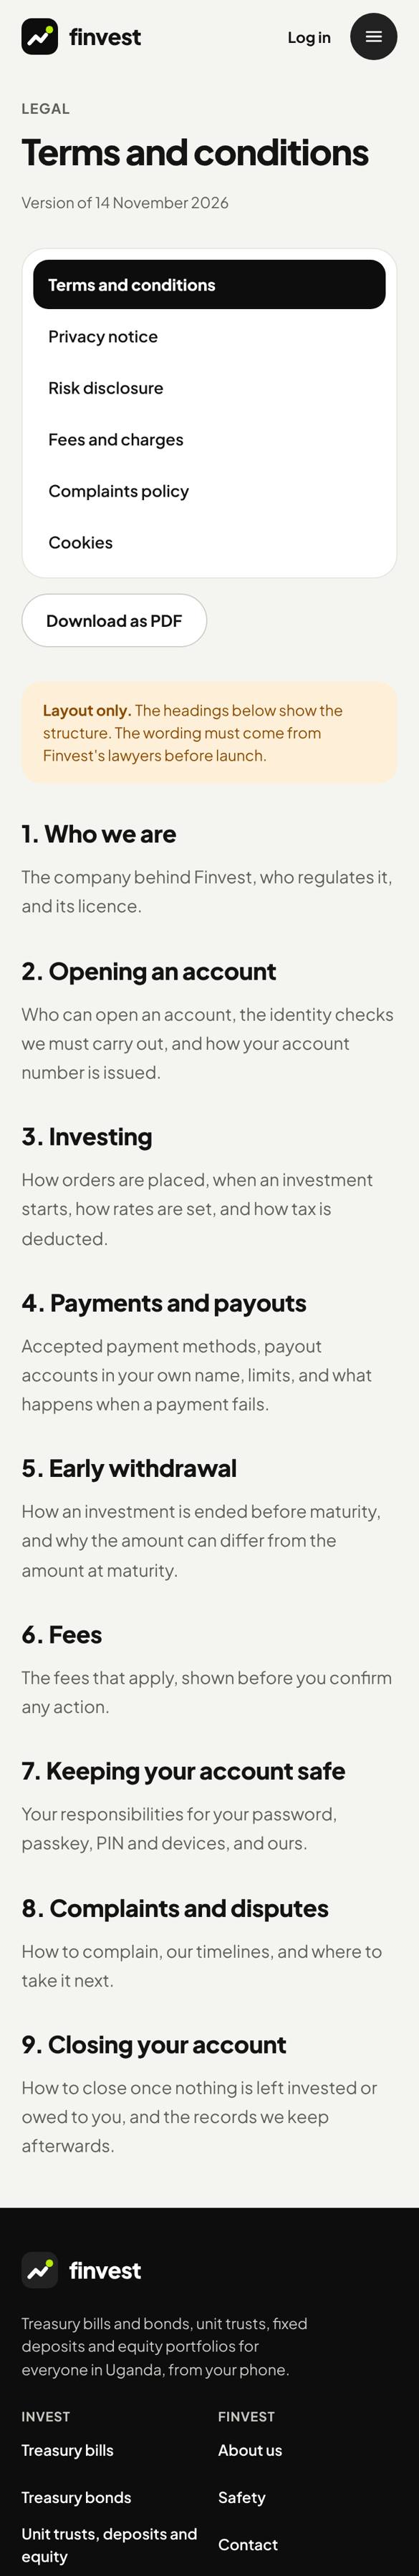 finvest
Log in
LEGAL
Terms and conditions
Version of 14 November 2026
Terms and conditions
Privacy notice
Risk disclosure
Fees and charges
Complaints policy
Cookies
Download as PDF
Layout only. The headings below show the
structure. The wording must come from
Finvest's lawyers before launch.
1. Who we are
The company behind Finvest, who regulates it,
and its licence.
2. Opening an account
Who can open an account, the identity checks
we must carry out, and how your account
number is issued.
3. Investing
How orders are placed, when an investment
starts, how rates are set, and how tax is
deducted.
4. Payments and payouts
Accepted payment methods, payout
accounts in your own name, limits, and what
happens when a payment fails.
5. Early withdrawal
How an investment is ended before maturity,
and why the amount can differ from the
amount at maturity.
6. Fees
The fees that apply, shown before you confirm
any action.
7. Keeping your account safe
Your responsibilities for your password,
passkey, PIN and devices, and ours.
8. Complaints and disputes
How to complain, our timelines, and where to
take it next.
9. Closing your account
How to close once nothing is left invested or
owed to you, and the records we keep
afterwards.
finvest
Treasury bills and bonds, unit trusts, fixed
deposits and equity portfolios for
everyone in Uganda, from your phone.
INVEST
Treasury bills
Treasury bonds
Unit trusts, deposits and
equity
FINVEST
About us
Safety
Contact